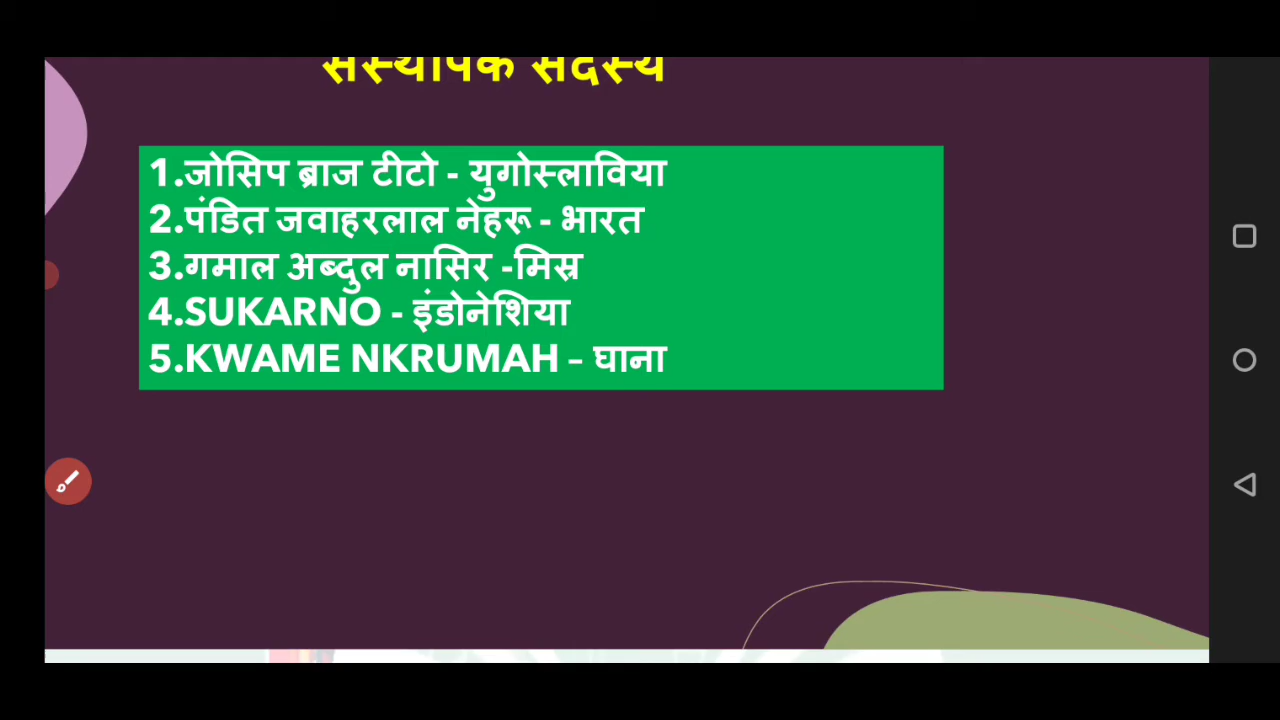 संस्थापक सदस्य
1.जोसिप ब्राज टीटो - युगोस्लाविया
2.पंडित जवाहरलाल नेहरू - भारत
3.गमाल अब्दुल नासिर -मिस्र
4.SUKARNO - इंडोनेशिया
5.KWAME NKRUMAH – घाना